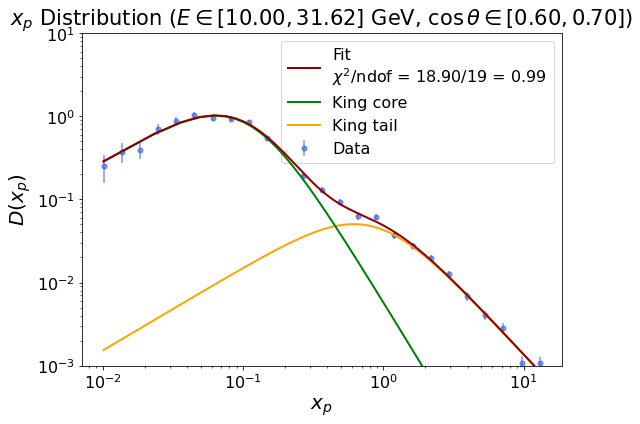 x_p Distribution (E ∈ [10.00, 31.62] GeV, cos θ ∈ [0.60, 0.70])
10^1
10^0
10^-1
10^-2
10^-3
D(x_p)
Fit
χ^2/ndof = 18.90/19 = 0.99
King core
King tail
Data
10^-2
10^-1
10^0
10^1
x_p